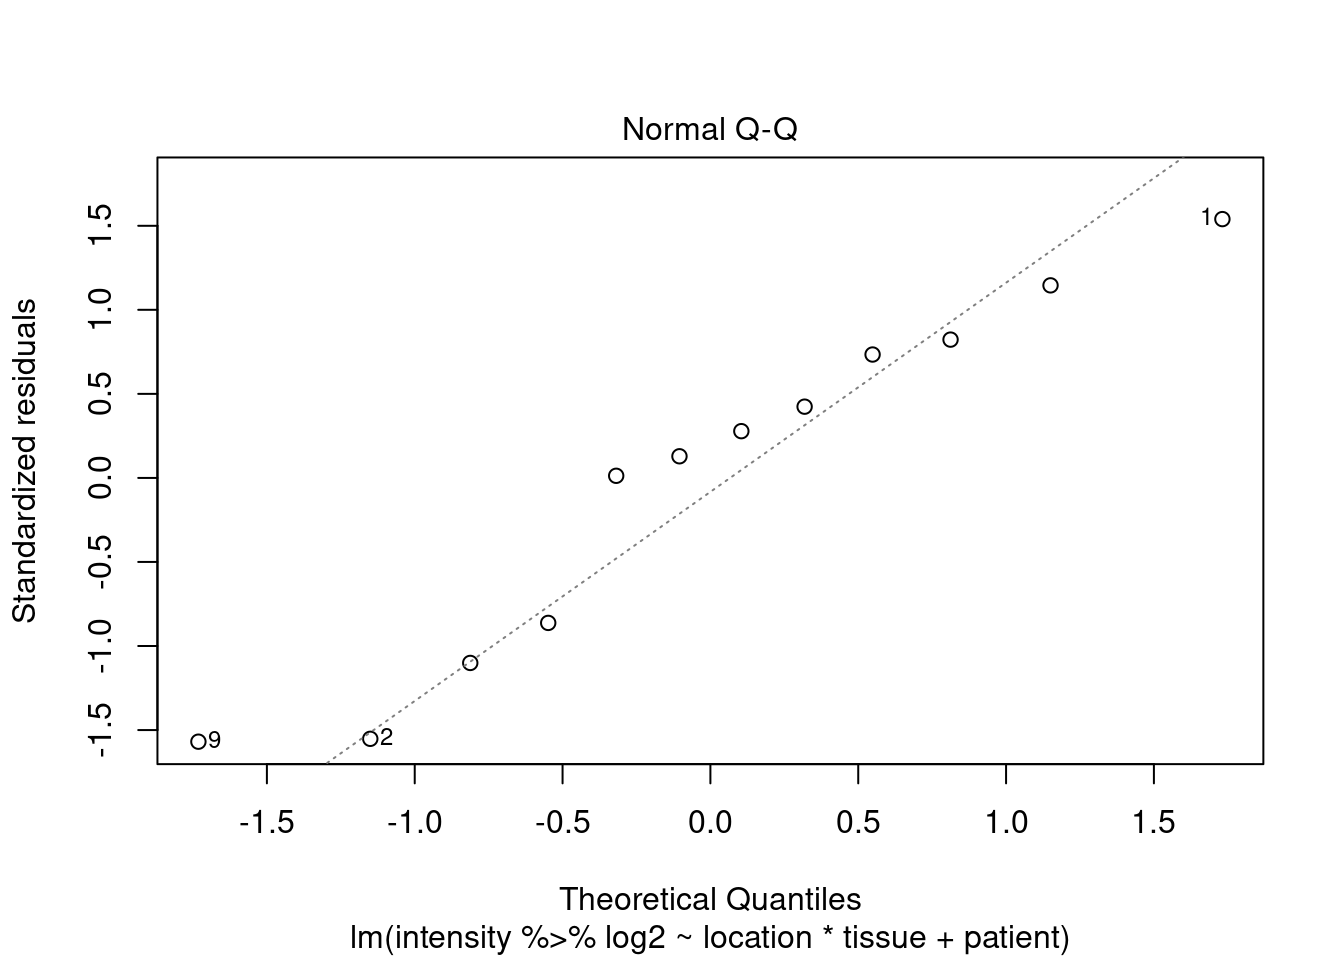 Normal Q-Q
Standardized residuals
1.5
1.0
0.5
0.0
-0.5
-1.0
-1.5
1
2
9
-1.5 -1.0 -0.5 0.0 0.5 1.0 1.5
Theoretical Quantiles
lm(intensity %>% log2 ~ location * tissue + patient)